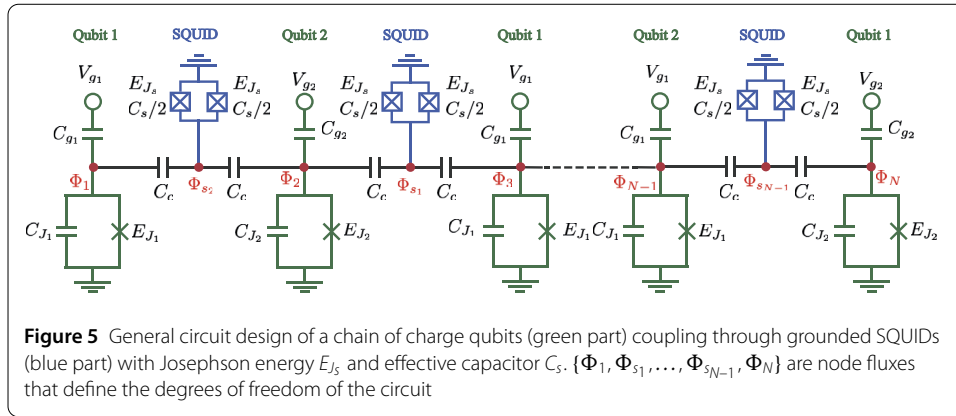 Qubit 1 SQUID Qubit 2 SQUID Qubit 1 Qubit 2 SQUID Qubit 1
V_{g_1} V_{g_2} V_{g_1} V_{g_2}
E_{J_s} E_{J_s} E_{J_s} E_{J_s} V_{g_1} E_{J_s} E_{J_s}
C_s/2 C_s/2 C_s/2 C_s/2 C_s/2 C_s/2
C_{g_1} C_{g_2} C_{g_1} C_{g_1} C_{g_2}
Φ_1 Φ_{s_2} Φ_2 Φ_{s_1} Φ_3 Φ_{N−1} Φ_{s_{N−1}} Φ_N
C_c C_c C_c C_c C_c C_c
C_{J_1} E_{J_1} C_{J_2} E_{J_2} C_{J_1} E_{J_1} C_{J_1} E_{J_1} C_{J_2} E_{J_2}
Figure 5 General circuit design of a chain of charge qubits (green part) coupling through grounded SQUIDs
(blue part) with Josephson energy E_{J_s} and effective capacitor C_s. {Φ_1, Φ_{s_1}, ..., Φ_{s_{N−1}}, Φ_N} are node fluxes
that define the degrees of freedom of the circuit